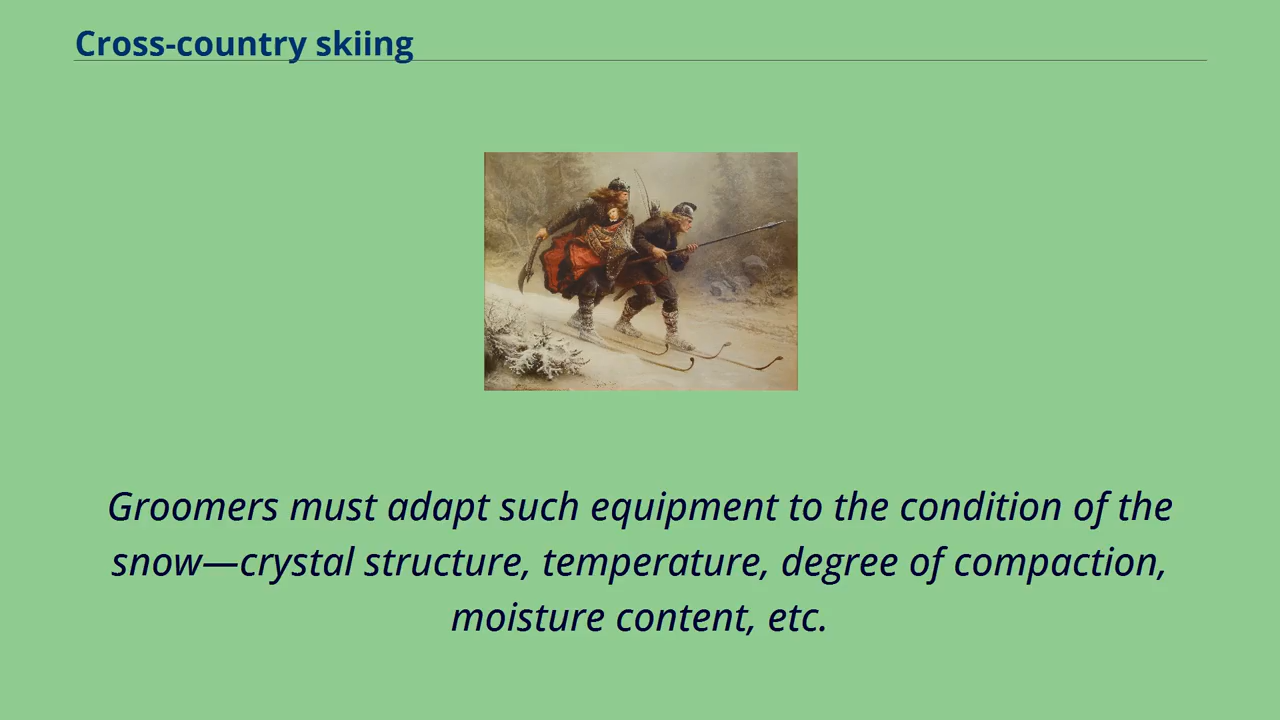 Cross-country skiing
Groomers must adapt such equipment to the condition of the
snow—crystal structure, temperature, degree of compaction,
moisture content, etc.